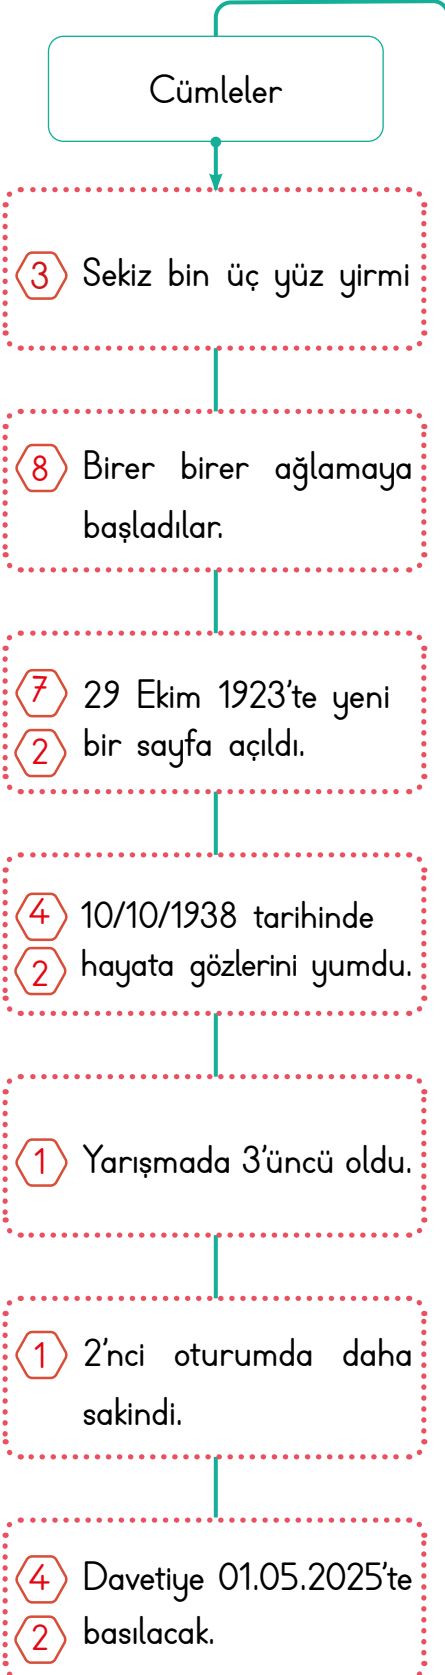 Cümleler
3 Sekiz bin üç yüz yirmi
8 Birer birer ağlamaya
başladılar.
7 29 Ekim 1923'te yeni
2 bir sayfa açıldı.
4 10/10/1938 tarihinde
2 hayata gözlerini yumdu.
1 Yarışmada 3'üncü oldu.
1 2'nci oturumda daha
sakindi.
4 Davetiye 01.05.2025'te
2 basılacak.